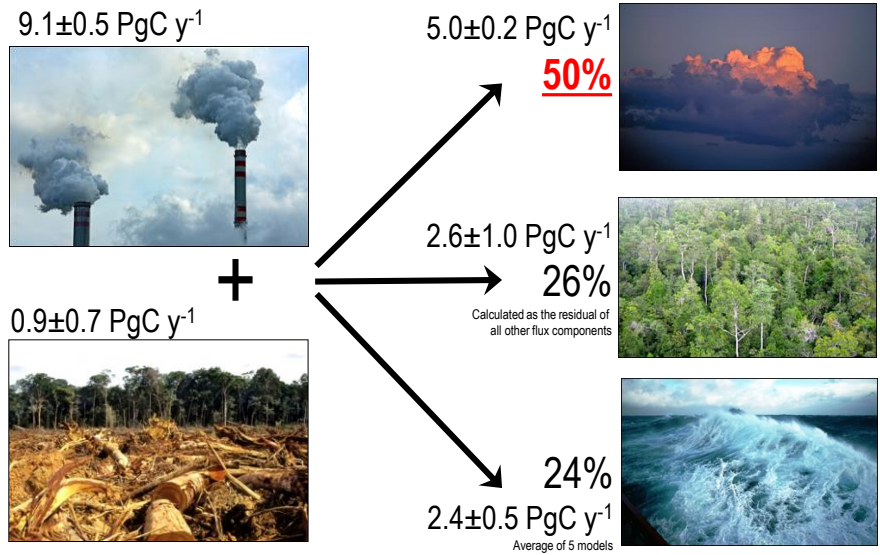 9.1±0.5 PgC y-1
+
0.9±0.7 PgC y-1
5.0±0.2 PgC y-1
50%
2.6±1.0 PgC y-1
26%
Calculated as the residual of
all other flux components
24%
2.4±0.5 PgC y-1
Average of 5 models